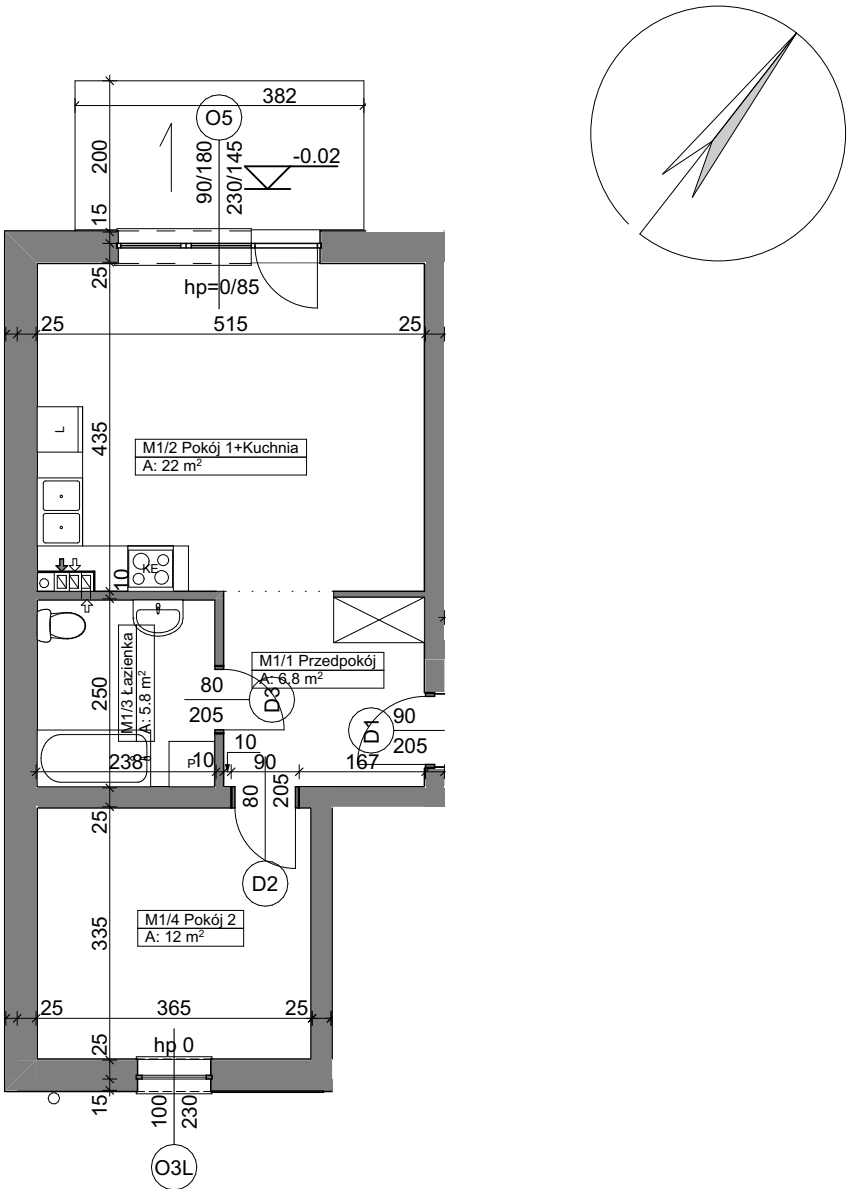 382
O5
200
90/180
230/145
-0.02
15
25
hp=0/85
25
515
25
435
L
M1/2 Pokój 1+Kuchnia
A: 22 m²
KE
10
M1/1 Przedpokój
A: 6.8 m²
M1/3 Łazienka
A: 5.8 m²
250
80
205
D3
D1
90
205
238
P
10
10
90
167
80
205
25
D2
335
M1/4 Pokój 2
A: 12 m²
25
365
25
25
hp 0
15
100
230
O3L